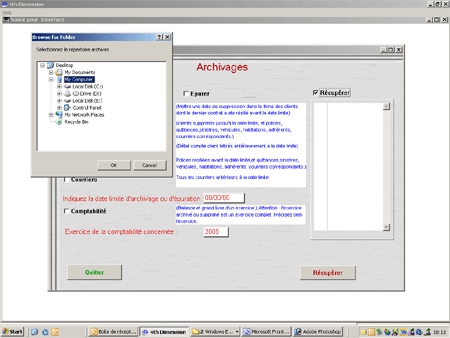 4th Dimension
Saisie pour Interface
Browse for Folder
Selectionnez le répertoire archives
Desktop
My Documents
My Computer
Local Disk (C:)
CD Drive (D:)
Local Disk (E:)
Control Panel
My Network Places
Recycle Bin
OK
Cancel
Archivages
Epurer
Récupérer
(Mettre une date de suppression dans la fiche des clients
dont le dernier contrat a été résilié avant la date limite)
(clients supprimés jusqu'à la date limite, et polices,
quittances,sinistres, véhicules, habitations, adhérents,
courriers correspondants.)
(Détail compte client lettrés antérieurement à la date limite)
Polices résiliées avant la date limite,et quittances,sinistres,
véhicules, habitations, adhérents, courriers correspondants.)
Tous les courriers antérieurs à la date limite
Courriers
Indiquez la date limite d'archivage ou d'épuration
00/00/00
Comptabilité
(Balance et grand livre d'un exercice.) Attention : l'exercice
archivé ou supprimé est un exercice complet. Précisez bien
l'exercice.
Exercice de la comptabilité concernée :
2005
Quitter
Récupérer
Start
Boite de récept...
4th Dimension
2 Windows E...
Microsoft Front...
Adobe Photoshop
18:13